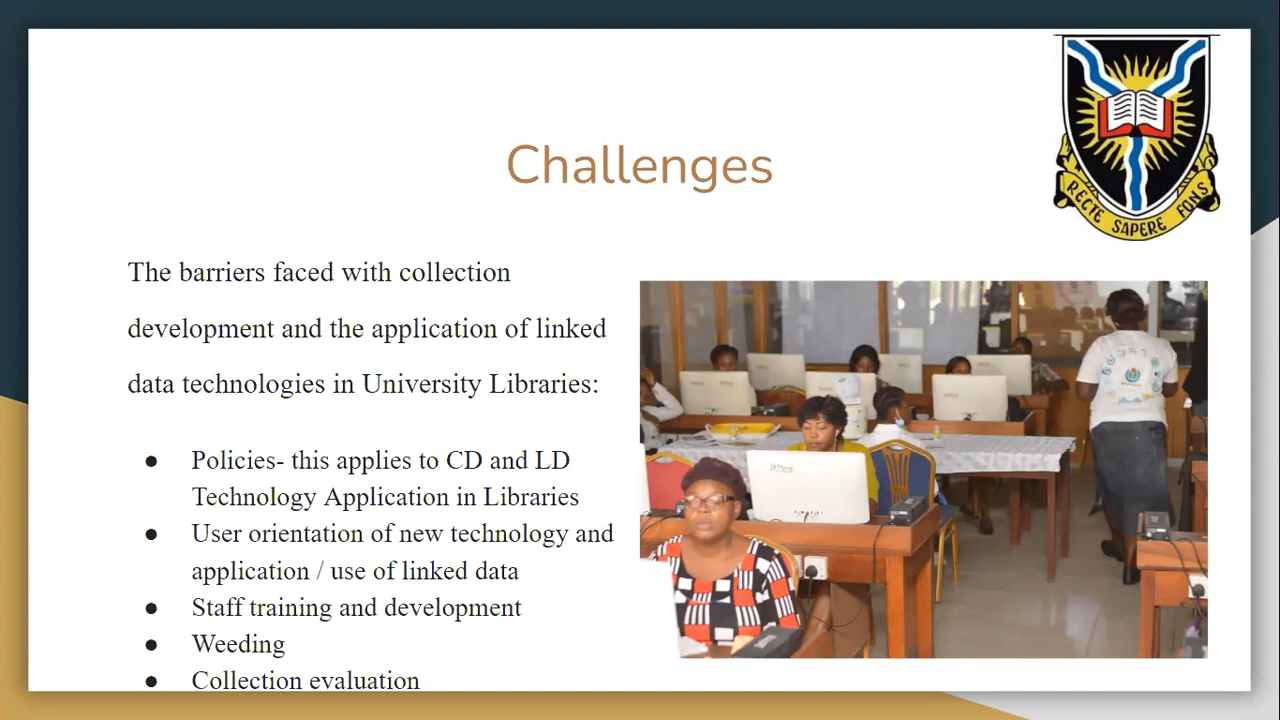 Challenges
RECTE SAPERE FONS
The barriers faced with collection
development and the application of linked
data technologies in University Libraries:
● Policies- this applies to CD and LD
Technology Application in Libraries
● User orientation of new technology and
application / use of linked data
● Staff training and development
● Weeding
● Collection evaluation